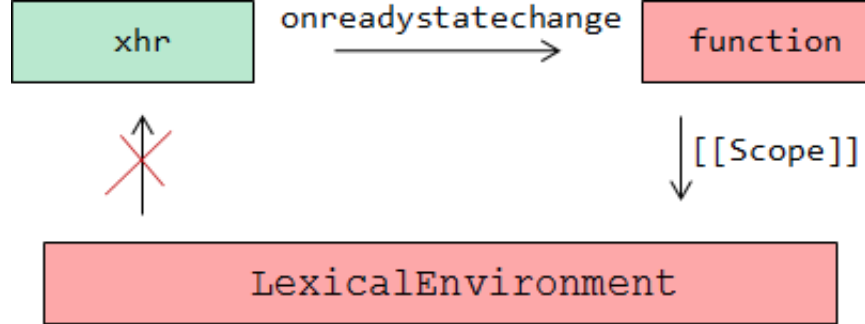 onreadystatechange
xhr
function
[[Scope]]
LexicalEnvironment